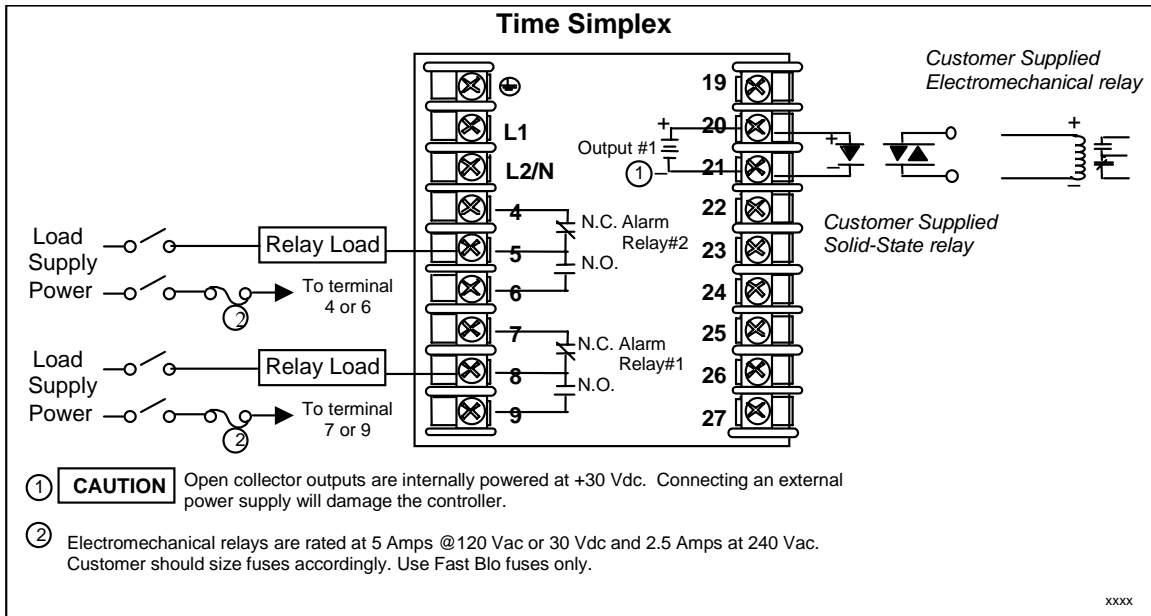 Time Simplex
Customer Supplied
Electromechanical relay
19
L1
20
+
+
+
Output #1
L2/N
1
–
21
–
–
4
N.C. Alarm
Relay#2
22
Customer Supplied
Solid-State relay
Load
Supply
Power
Relay Load
5
N.O.
23
To terminal
4 or 6
2
6
24
7
N.C. Alarm
Relay#1
25
Load
Supply
Power
Relay Load
8
N.O.
26
To terminal
7 or 9
2
9
27
1 CAUTION Open collector outputs are internally powered at +30 Vdc. Connecting an external
power supply will damage the controller.
2 Electromechanical relays are rated at 5 Amps @120 Vac or 30 Vdc and 2.5 Amps at 240 Vac.
Customer should size fuses accordingly. Use Fast Blo fuses only.
xxxx